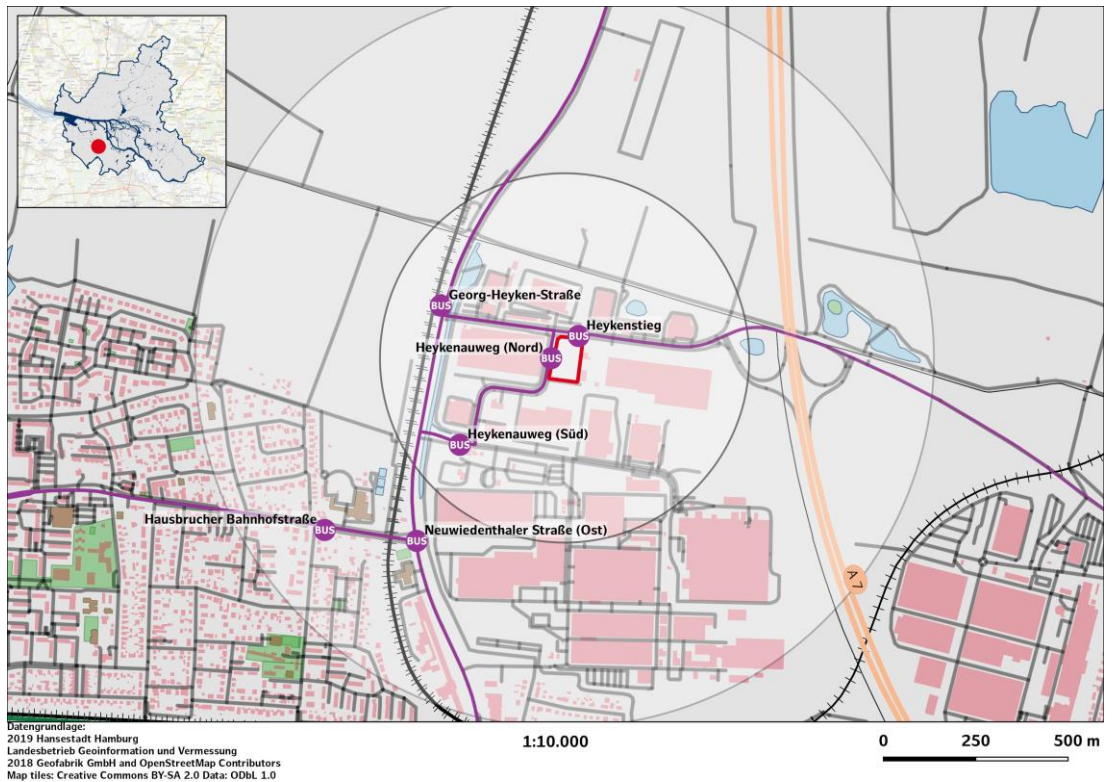 BUS Georg-Heyken-Straße
BUS Heykenstieg
Heykenauweg (Nord) BUS
Heykenauweg (Süd)
BUS
Hausbrucher Bahnhofstraße BUS
Neuwiedenthaler Straße (Ost)
BUS
A 7
Datengrundlage:
2019 Hansestadt Hamburg
Landesbetrieb Geoinformation und Vermessung
2018 Geofabrik GmbH and OpenStreetMap Contributors
Map tiles: Creative Commons BY-SA 2.0 Data: ODbL 1.0
1:10.000
0 250 500 m